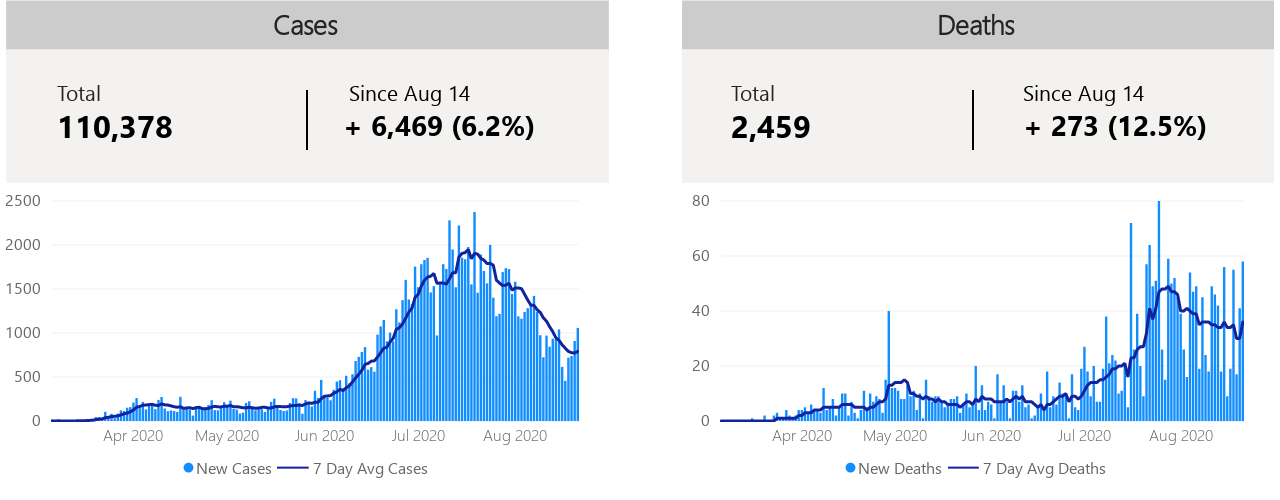 Cases
Total
110,378
Since Aug 14
+ 6,469 (6.2%)
2500
2000
1500
1000
500
0
Apr 2020 May 2020 Jun 2020 Jul 2020 Aug 2020
New Cases 7 Day Avg Cases
Deaths
Total
2,459
Since Aug 14
+ 273 (12.5%)
80
60
40
20
0
Apr 2020 May 2020 Jun 2020 Jul 2020 Aug 2020
New Deaths 7 Day Avg Deaths